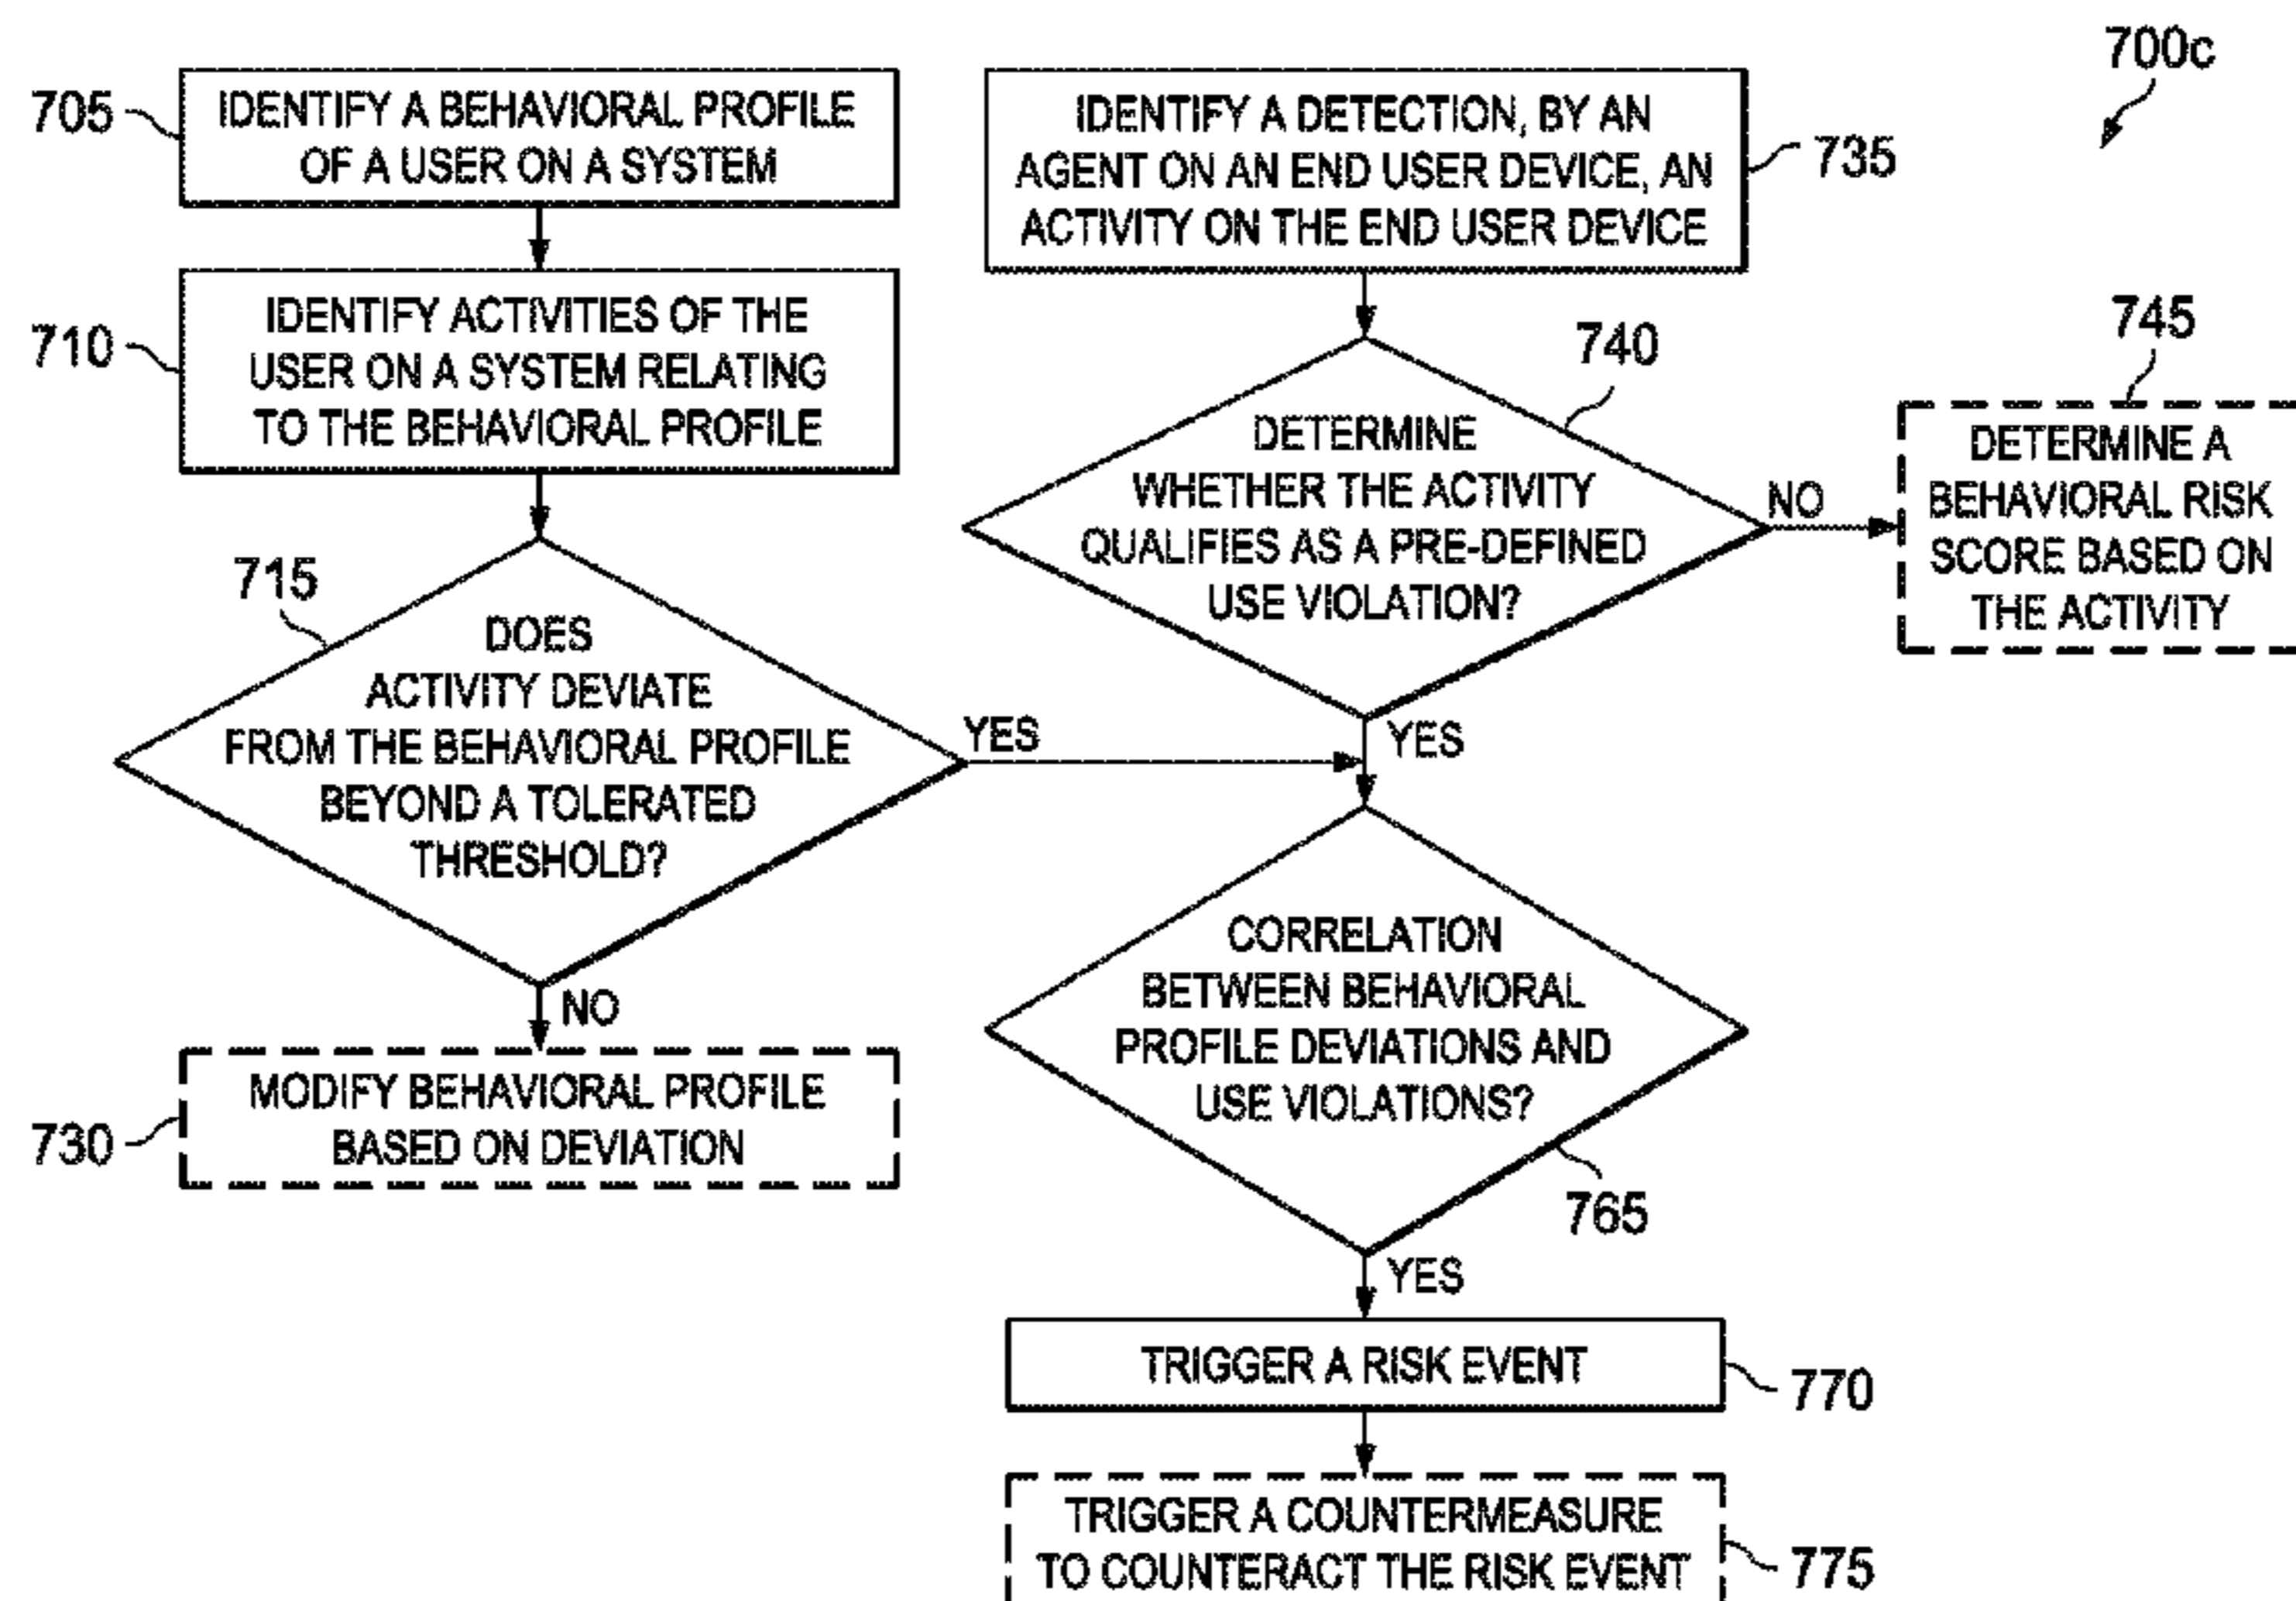 700c
705
IDENTIFY A BEHAVIORAL PROFILE
OF A USER ON A SYSTEM
710
IDENTIFY ACTIVITIES OF THE
USER ON A SYSTEM RELATING
TO THE BEHAVIORAL PROFILE
715
DOES
ACTIVITY DEVIATE
FROM THE BEHAVIORAL PROFILE
BEYOND A TOLERATED
THRESHOLD?
YES
NO
730
MODIFY BEHAVIORAL PROFILE
BASED ON DEVIATION
IDENTIFY A DETECTION, BY AN
AGENT ON AN END USER DEVICE, AN
ACTIVITY ON THE END USER DEVICE
735
740
DETERMINE
WHETHER THE ACTIVITY
QUALIFIES AS A PRE-DEFINED
USE VIOLATION?
NO
YES
745
DETERMINE A
BEHAVIORAL RISK
SCORE BASED ON
THE ACTIVITY
CORRELATION
BETWEEN BEHAVIORAL
PROFILE DEVIATIONS AND
USE VIOLATIONS?
765
YES
TRIGGER A RISK EVENT
770
TRIGGER A COUNTERMEASURE
TO COUNTERACT THE RISK EVENT
775